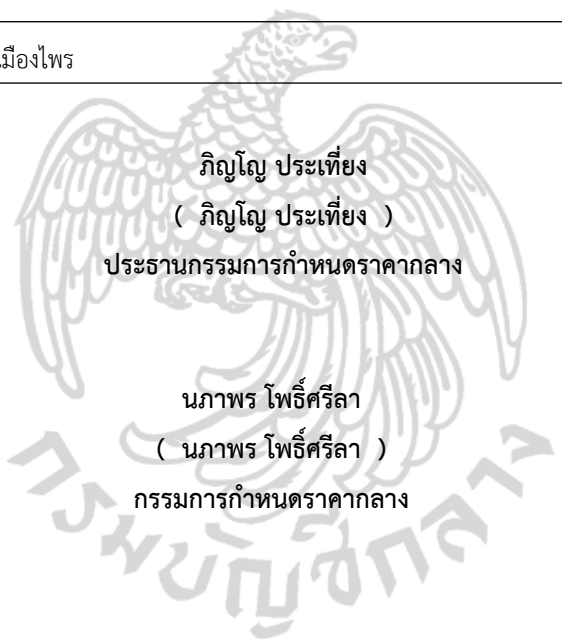 เมืองไพร
ภิญโญ ประเที่ยง
( ภิญโญ ประเที่ยง )
ประธานกรรมการกำหนดราคากลาง
นภาพร โพธิ์ศรีลา
( นภาพร โพธิ์ศรีลา )
กรรมการกำหนดราคากลาง
กรมบัญชีกลาง